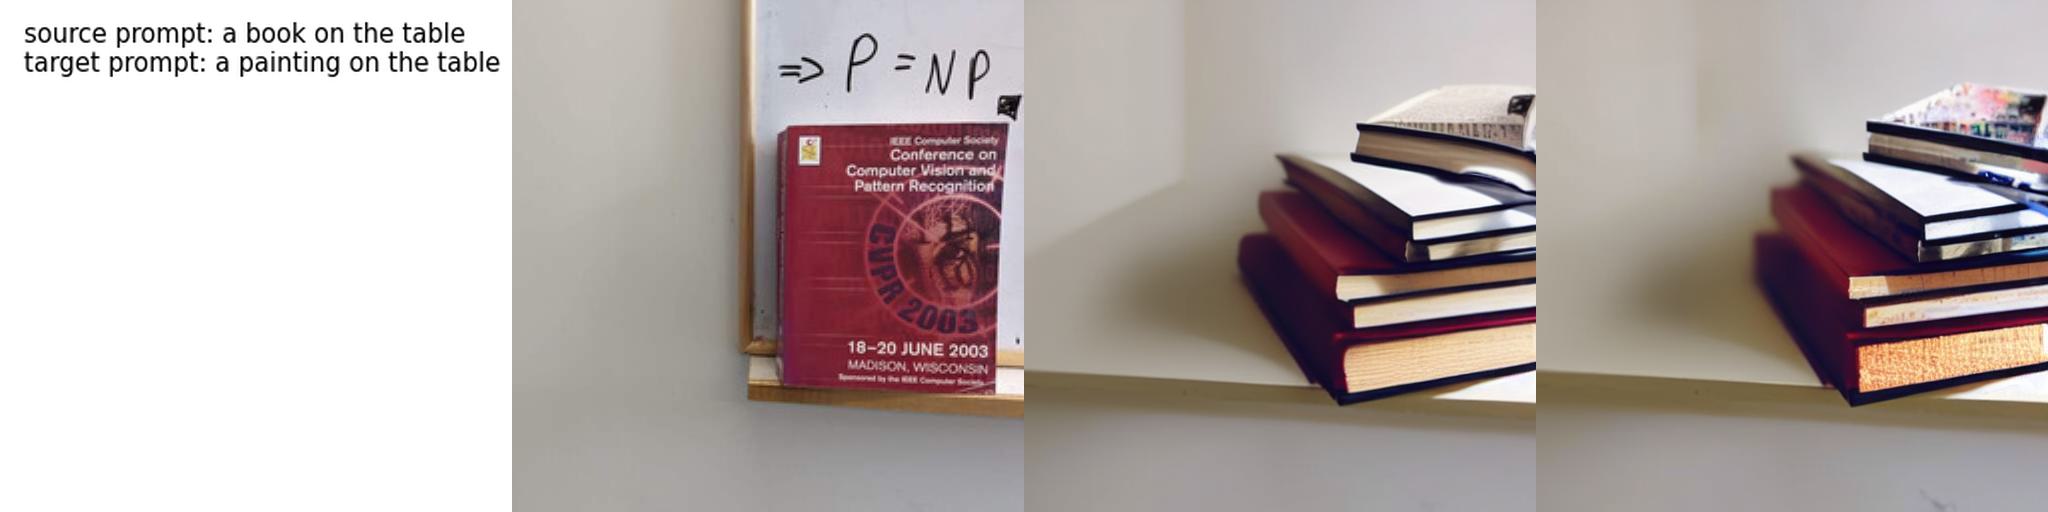 source prompt: a book on the table
target prompt: a painting on the table
=> P = NP
IEEE Computer Society
Conference on
Computer Vision and
Pattern Recognition
CVPR 2003
18-20 JUNE 2003
MADISON, WISCONSIN
Sponsored by the IEEE Computer Society